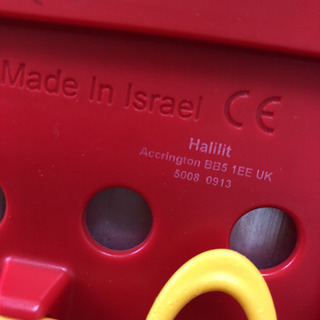 Made In Israel CE
Halilit
Accrington BB5 1EE UK
5008 0913